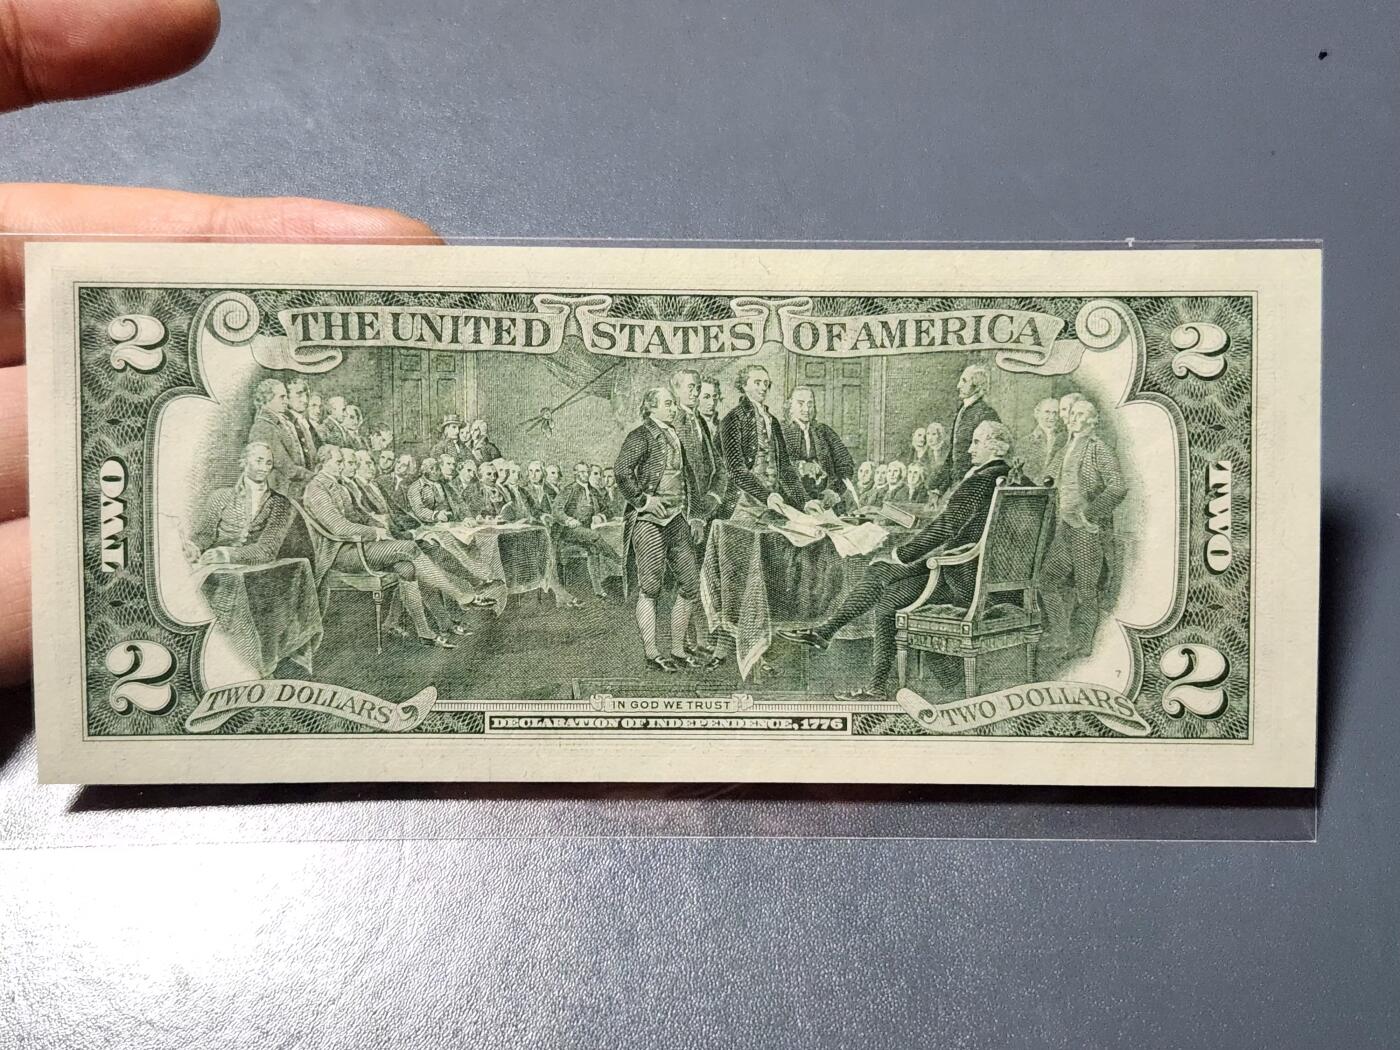 THE UNITED STATES OF AMERICA
2
2
TWO
TWO
2
2
7
TWO DOLLARS
TWO DOLLARS
IN GOD WE TRUST
DECLARATION OF INDEPENDENCE, 1776